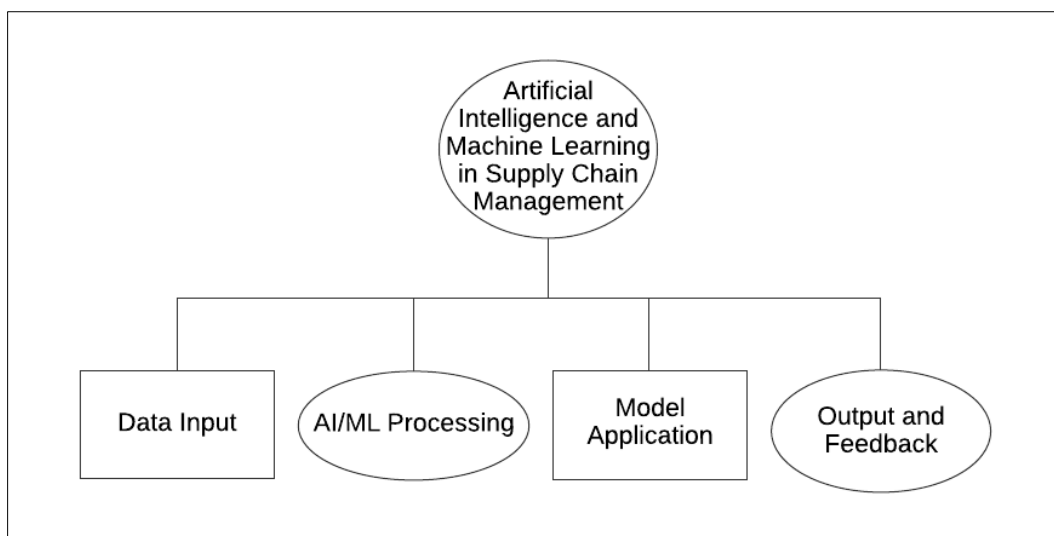 Artificial
Intelligence and
Machine Learning
in Supply Chain
Management
Data Input
AI/ML Processing
Model
Application
Output and
Feedback